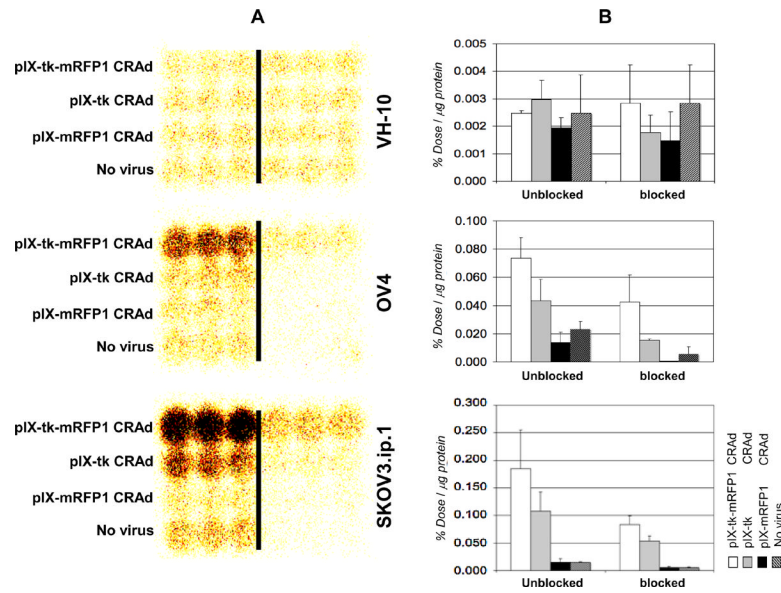 A
B
pIX-tk-mRFP1 CRAd
pIX-tk CRAd
pIX-mRFP1 CRAd
No virus
VH-10
% Dose / µg protein
0.005
0.004
0.003
0.002
0.001
0.000
Unblocked blocked
pIX-tk-mRFP1 CRAd
pIX-tk CRAd
pIX-mRFP1 CRAd
No virus
OV4
% Dose / µg protein
0.100
0.080
0.060
0.040
0.020
0.000
Unblocked blocked
pIX-tk-mRFP1 CRAd
pIX-tk CRAd
pIX-mRFP1 CRAd
No virus
SKOV3.ip.1
% Dose / µg protein
0.300
0.250
0.200
0.150
0.100
0.050
0.000
Unblocked blocked
pIX-tk-mRFP1 CRAd
pIX-tk CRAd
pIX-mRFP1 CRAd
No virus